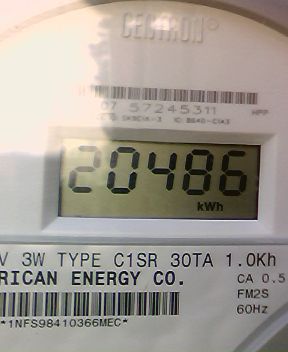 CENTRON®
07 57245311 HPP
20486
kWh
V 3W TYPE C1SR 30TA 1.0Kh
RICAN ENERGY CO.
CA 0.5
FM2S
*1NFS98410366MEC*
60Hz